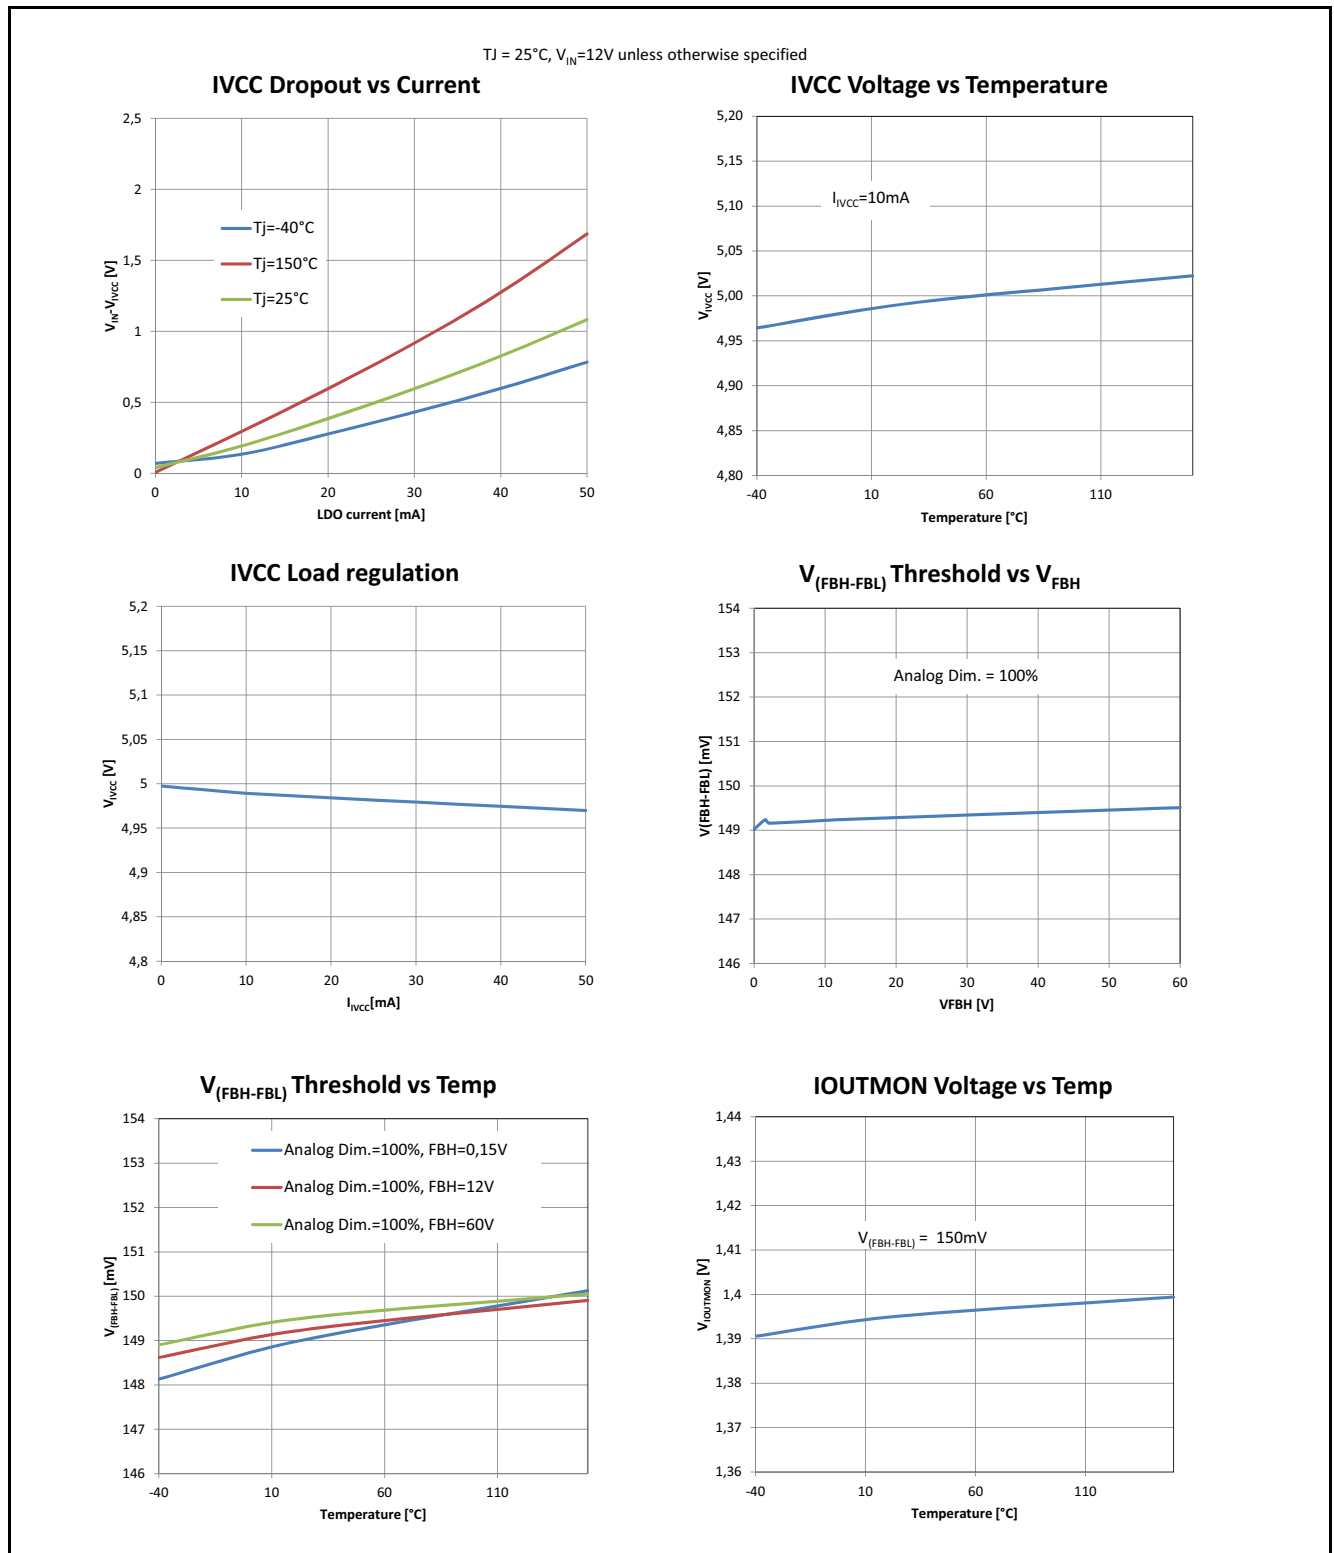 TJ = 25°C, VIN=12V unless otherwise specified
IVCC Dropout vs Current
2,5
2
1,5
1
0,5
0
VIN-VIVCC [V]
Tj=-40°C
Tj=150°C
Tj=25°C
0 10 20 30 40 50
LDO current [mA]
IVCC Voltage vs Temperature
5,20
5,15
5,10
5,05
5,00
4,95
4,90
4,85
4,80
VIVCC [V]
IIVCC=10mA
-40 10 60 110
Temperature [°C]
IVCC Load regulation
5,2
5,15
5,1
5,05
5
4,95
4,9
4,85
4,8
VIVCC [V]
0 10 20 30 40 50
IIVCC[mA]
V(FBH-FBL) Threshold vs VFBH
154
153
152
151
150
149
148
147
146
V(FBH-FBL) [mV]
Analog Dim. = 100%
0 10 20 30 40 50 60
VFBH [V]
V(FBH-FBL) Threshold vs Temp
154
153
152
151
150
149
148
147
146
V(FBH-FBL) [mV]
Analog Dim.=100%, FBH=0,15V
Analog Dim.=100%, FBH=12V
Analog Dim.=100%, FBH=60V
-40 10 60 110
Temperature [°C]
IOUTMON Voltage vs Temp
1,44
1,43
1,42
1,41
1,4
1,39
1,38
1,37
1,36
VIOUTMON [V]
V(FBH-FBL) = 150mV
-40 10 60 110
Temperature [°C]